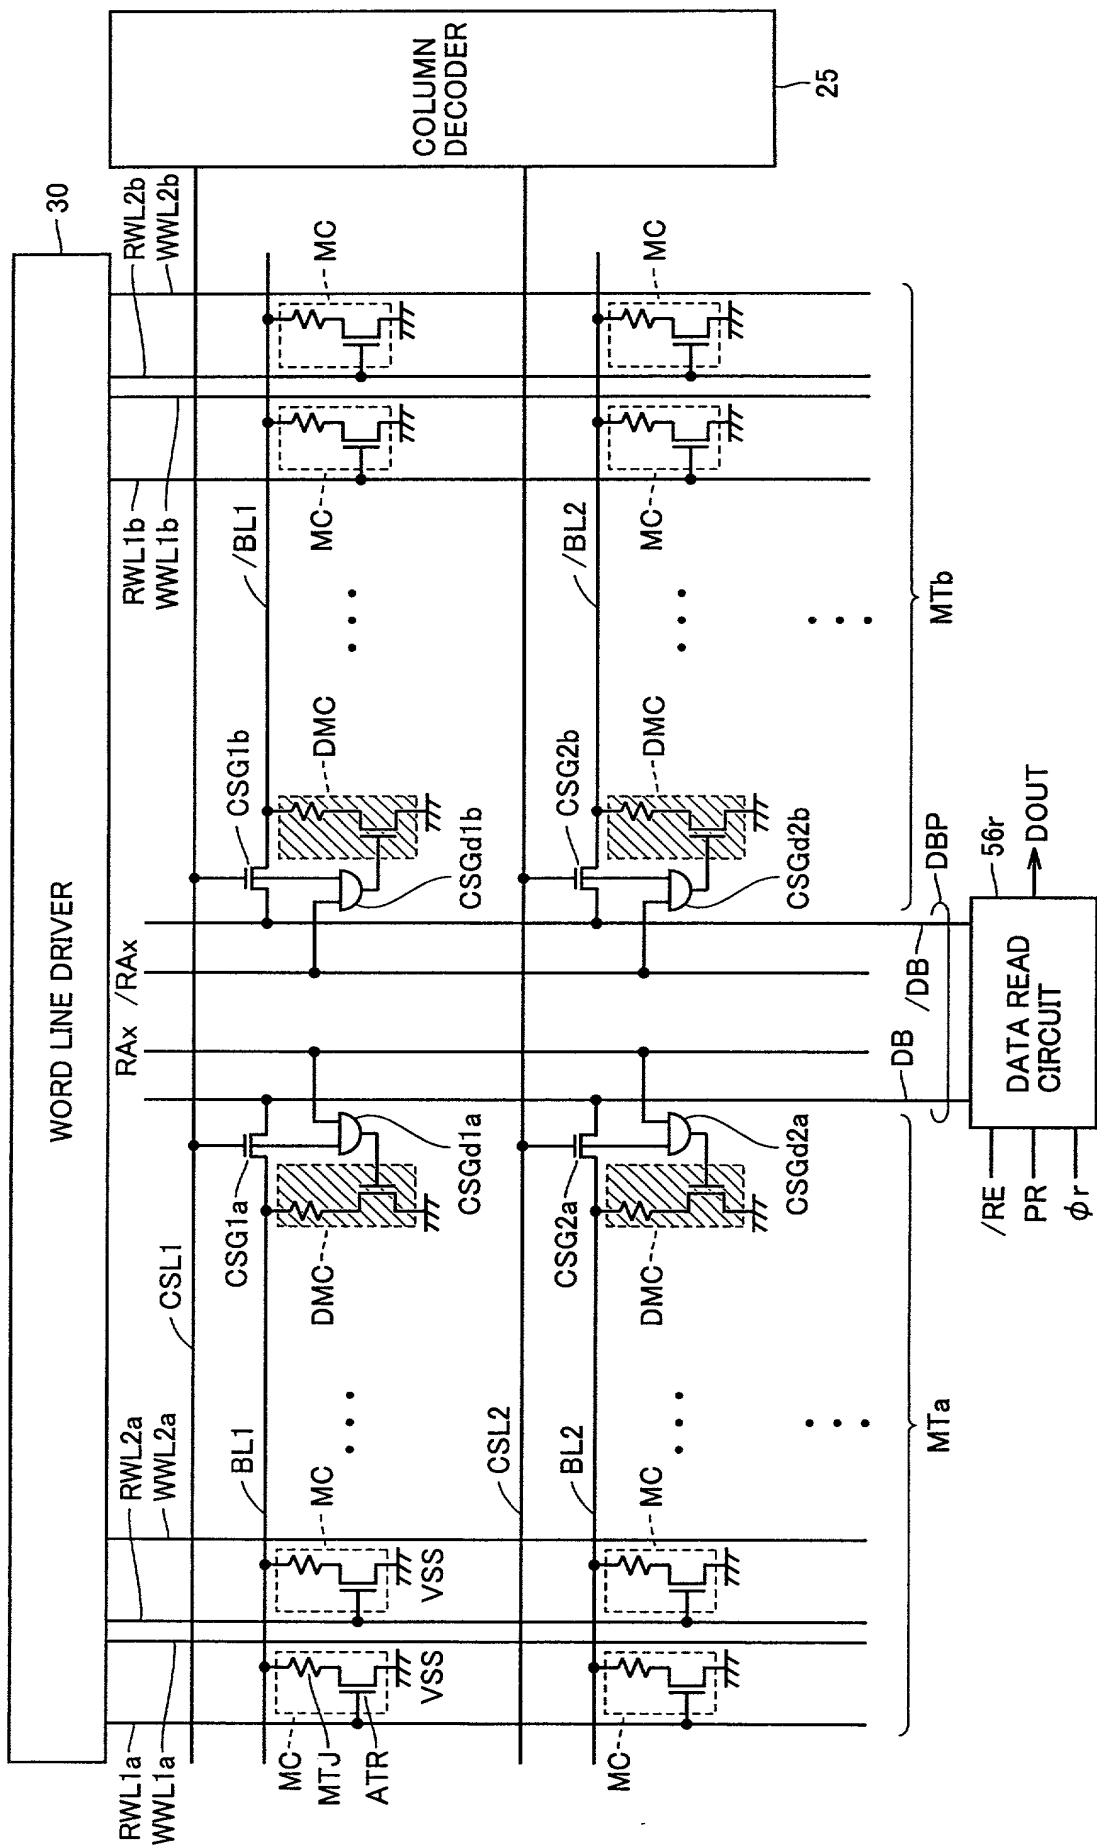 WORD LINE DRIVER
30
COLUMN
DECODER
25
RWL1a
WWL1a
RWL2a
WWL2a
RAx
/RAx
RWL1b
WWL1b
RWL2b
WWL2b
CSL1
BL1
CSG1a
CSG1b
/BL1
MC
MTJ
ATR
VSS
MC
VSS
DMC
CSGd1a
DMC
CSGd1b
MC
MC
CSL2
BL2
CSG2a
CSG2b
/BL2
MC
MC
DMC
CSGd2a
DMC
CSGd2b
MC
MC
MTa
MTb
DB
/DB
DBP
/RE
PR
φr
DATA READ
CIRCUIT
56r
DOUT